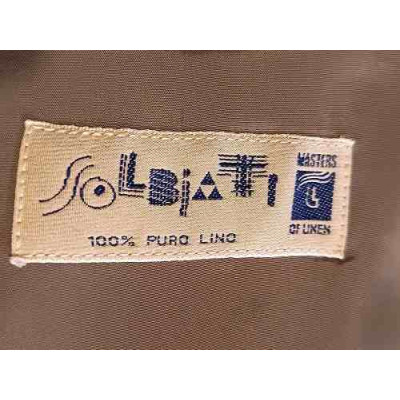 SOLBIATI
100% PURO LINO
MASTERS
OF LINEN